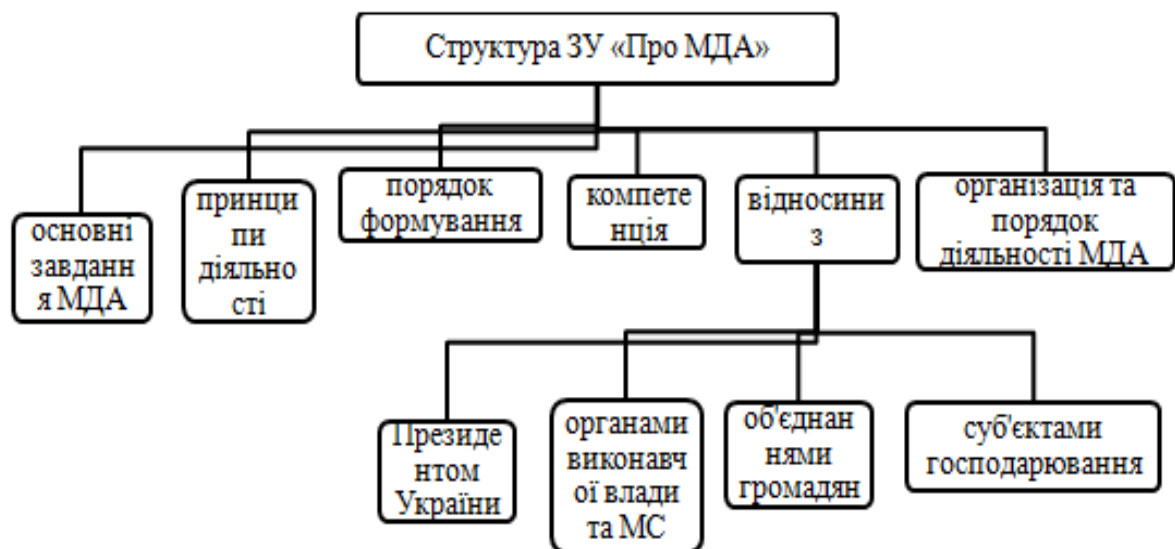 Структура ЗУ «Про МДА»
основні
завданн
я МДА
принци
пи
діяльно
сті
порядок
формування
компете
нція
відносини
з
організація та
порядок
діяльності МДА
Президе
нтом
України
органами
виконавч
ої влади
та МС
об'єднан
нями
громадян
суб'єктами
господарювання